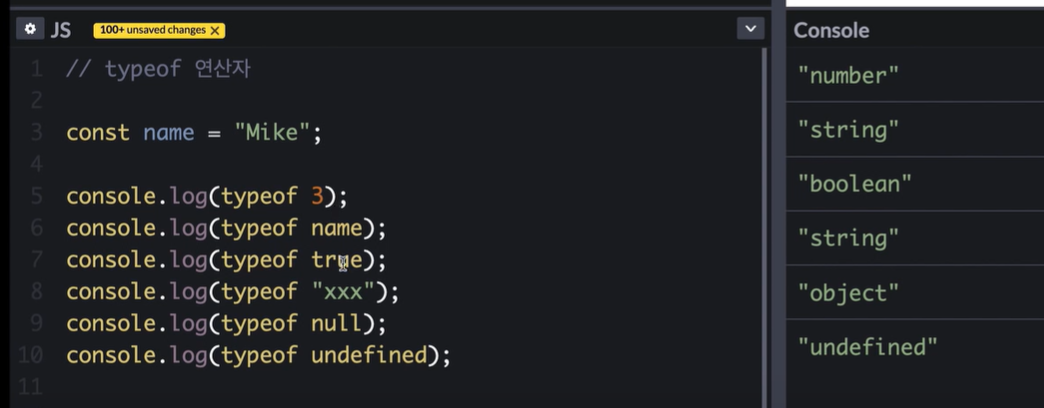 JS 100+ unsaved changes X
1 // typeof 연산자
2
3 const name = "Mike";
4
5 console.log(typeof 3);
6 console.log(typeof name);
7 console.log(typeof true);
8 console.log(typeof "xxx");
9 console.log(typeof null);
10 console.log(typeof undefined);
11
Console
"number"
"string"
"boolean"
"string"
"object"
"undefined"